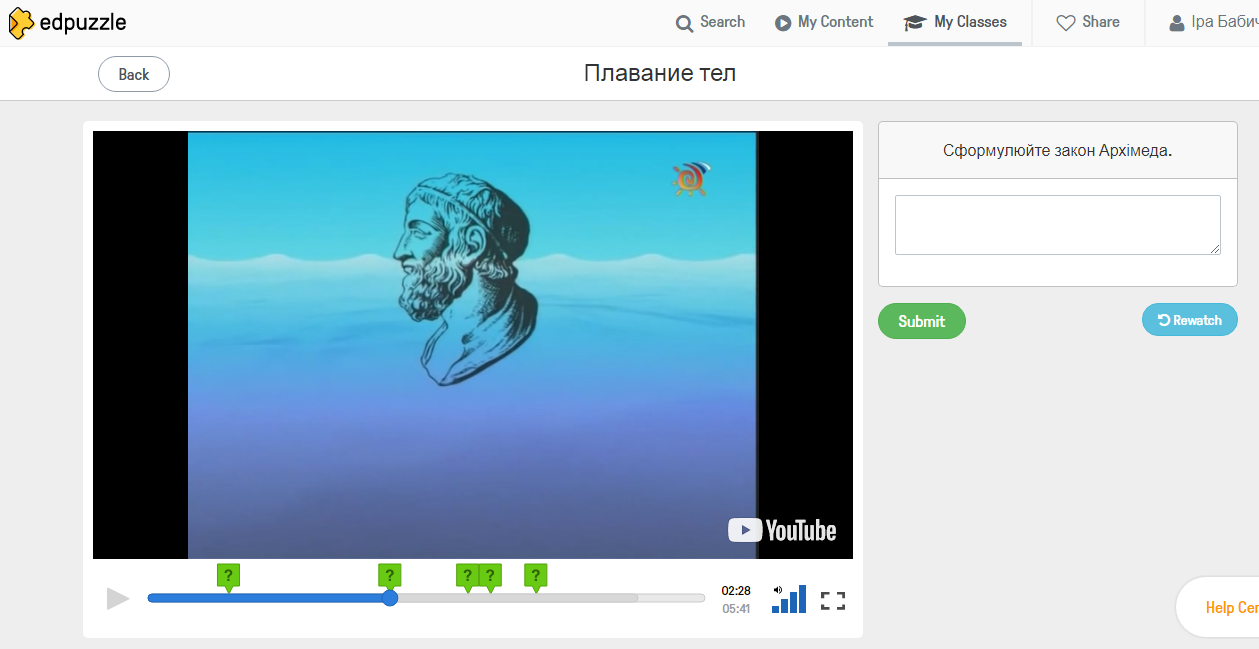 edpuzzle
Search
My Content
My Classes
Share
Іра Бабич
Back
Плавание тел
Сформулюйте закон Архімеда.
Submit
Rewatch
YouTube
? ? ? ? ?
02:28
05:41
Help Cen